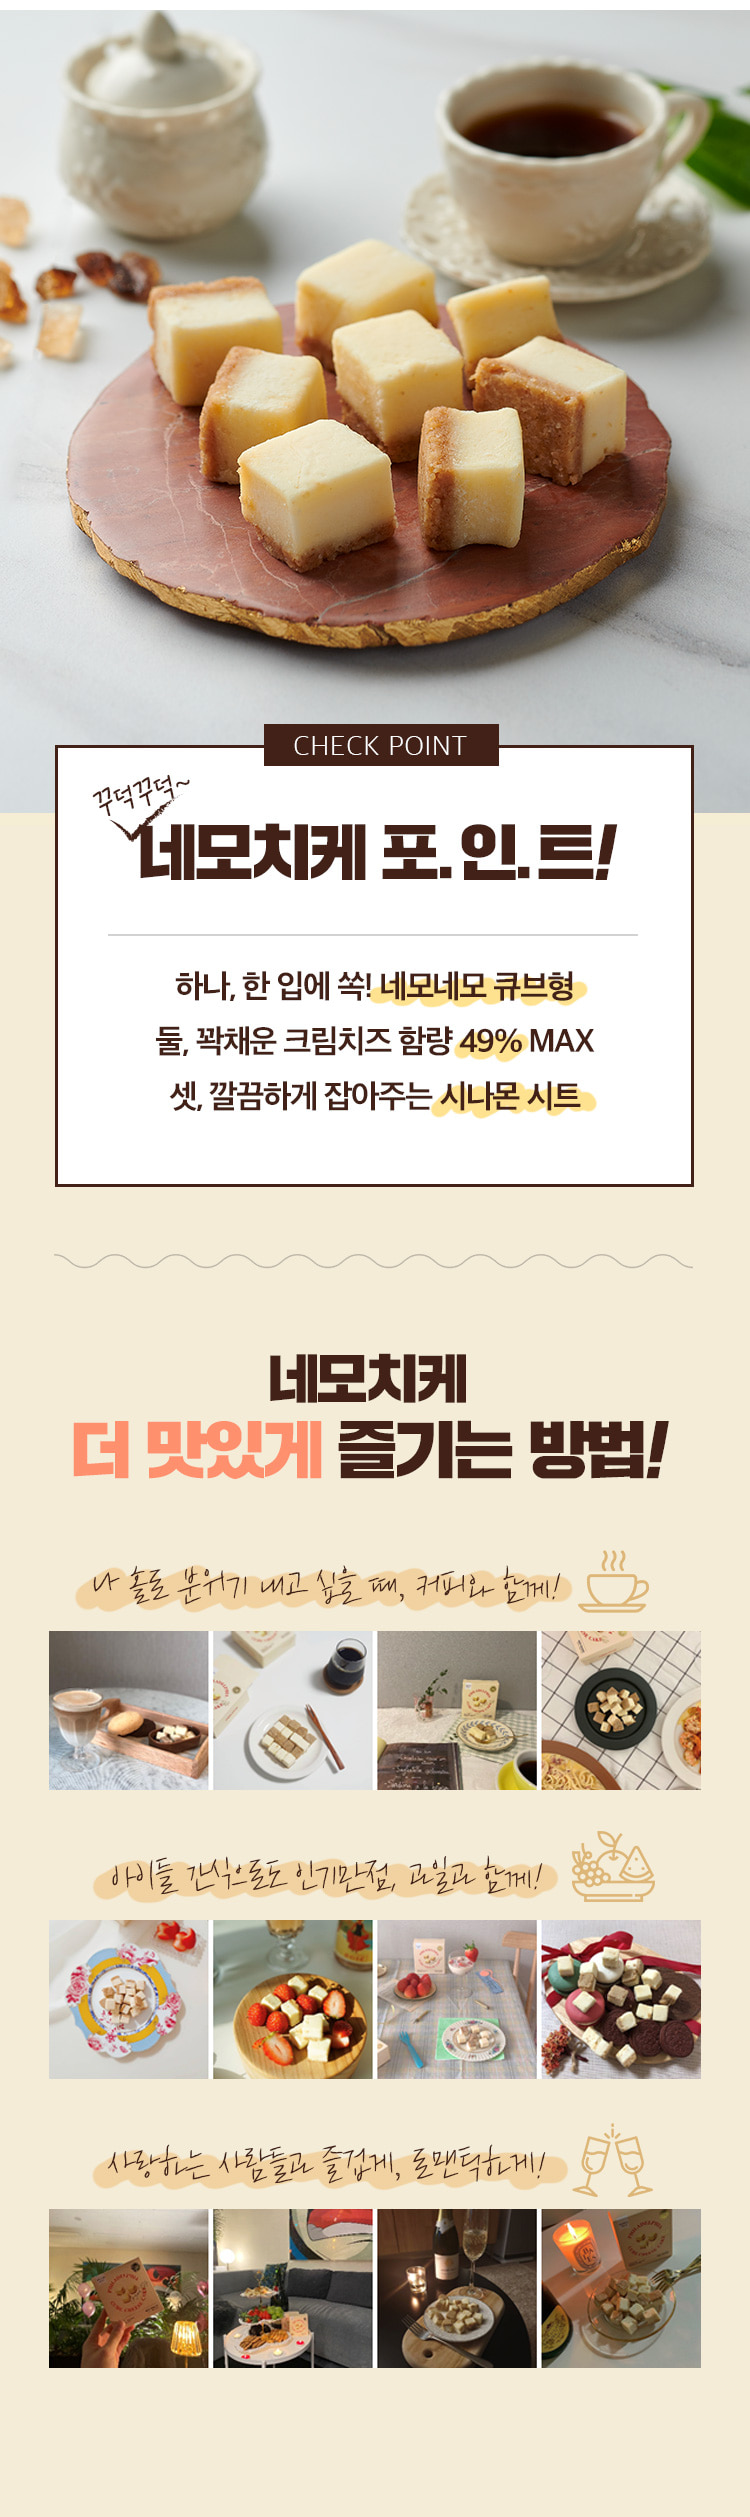 CHECK POINT
꾸덕꾸덕~
네모치케 포.인.트!
하나, 한 입에 쏙! 네모네모 큐브형
둘, 꽉채운 크림치즈 함량 49% MAX
셋, 깔끔하게 잡아주는 시나몬 시트
네모치케
더 맛있게 즐기는 방법!
나 홀로 분위기 내고 싶을 때, 커피와 함께!
아이들 간식으로도 인기만점, 과일과 함께!
사랑하는 사람들과 즐겁게, 로맨틱하게!